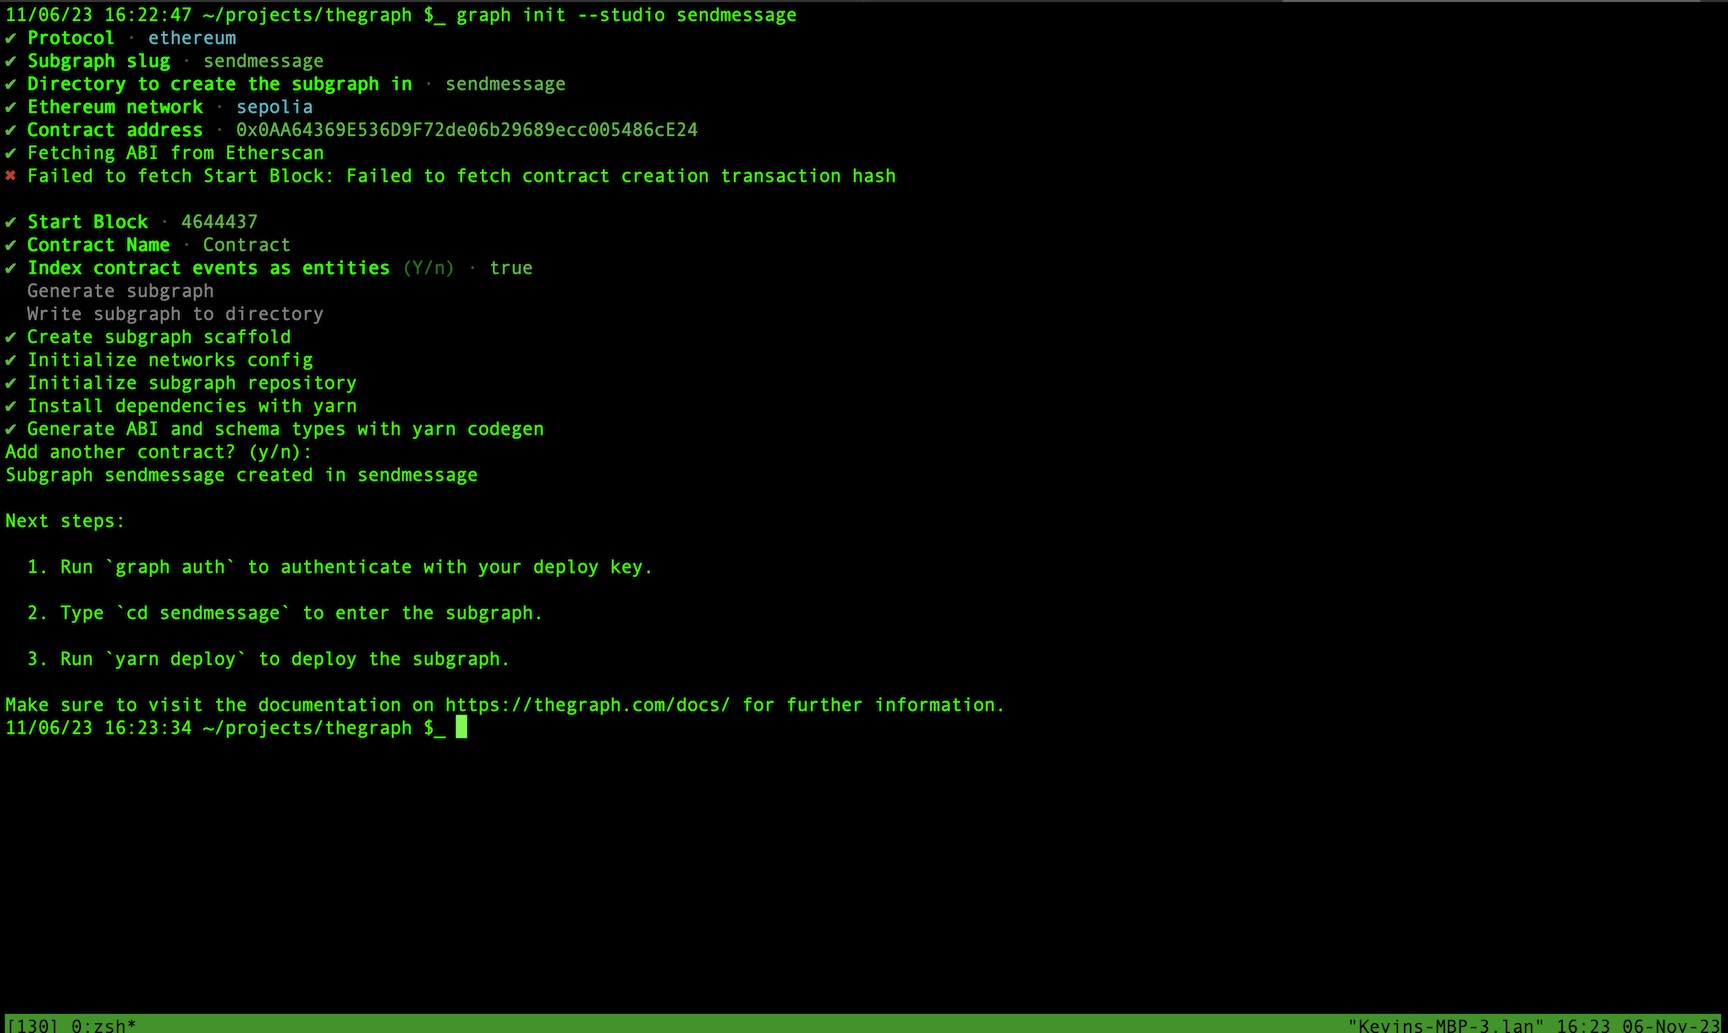 11/06/23 16:22:47 ~/projects/thegraph $_ graph init --studio sendmessage
✔ Protocol · ethereum
✔ Subgraph slug · sendmessage
✔ Directory to create the subgraph in · sendmessage
✔ Ethereum network · sepolia
✔ Contract address · 0x0AA64369E536D9F72de06b29689ecc005486cE24
✔ Fetching ABI from Etherscan
✖ Failed to fetch Start Block: Failed to fetch contract creation transaction hash
✔ Start Block · 4644437
✔ Contract Name · Contract
✔ Index contract events as entities (Y/n) · true
Generate subgraph
Write subgraph to directory
✔ Create subgraph scaffold
✔ Initialize networks config
✔ Initialize subgraph repository
✔ Install dependencies with yarn
✔ Generate ABI and schema types with yarn codegen
Add another contract? (y/n):
Subgraph sendmessage created in sendmessage
Next steps:
1. Run `graph auth` to authenticate with your deploy key.
2. Type `cd sendmessage` to enter the subgraph.
3. Run `yarn deploy` to deploy the subgraph.
Make sure to visit the documentation on https://thegraph.com/docs/ for further information.
11/06/23 16:23:34 ~/projects/thegraph $_
[130] 0:zsh* "Kevins-MBP-3.lan" 16:23 06-Nov-23